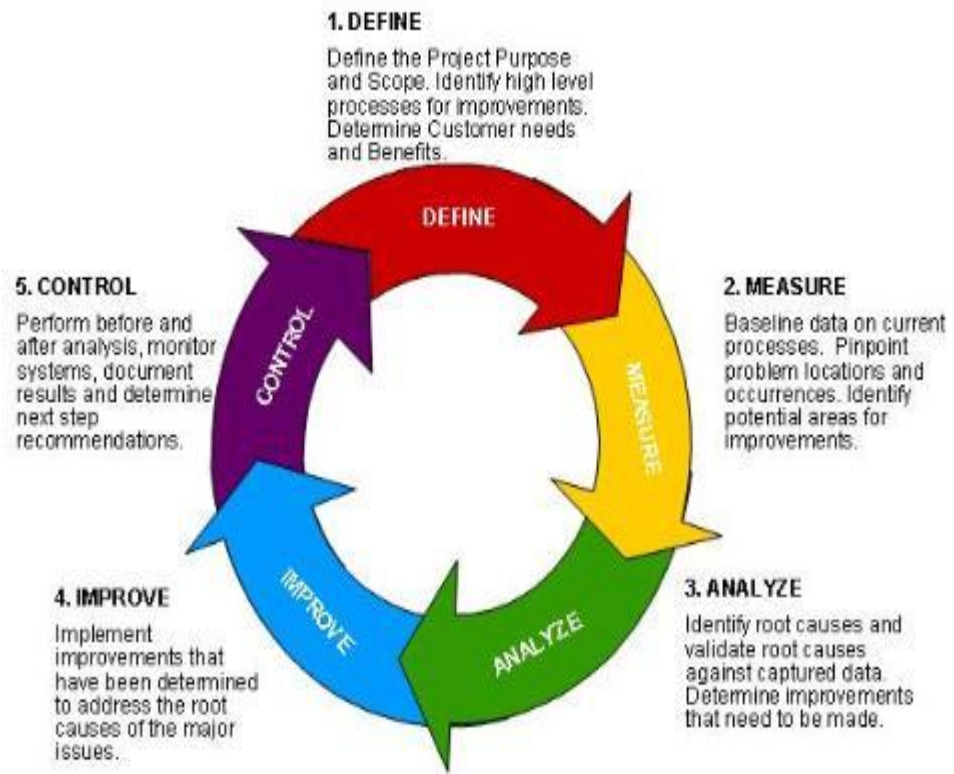 1. DEFINE
Define the Project Purpose
and Scope. Identify high level
processes for improvements.
Determine Customer needs
and Benefits.
DEFINE
2. MEASURE
Baseline data on current
processes. Pinpoint
problem locations and
occurrences. Identify
potential areas for
improvements.
MEASURE
3. ANALYZE
Identify root causes and
validate root causes
against captured data.
Determine improvements
that need to be made.
ANALYZE
4. IMPROVE
Implement
improvements that
have been determined
to address the root
causes of the major
issues.
IMPROVE
5. CONTROL
Perform before and
after analysis, monitor
systems, document
results and determine
next step
recommendations.
CONTROL